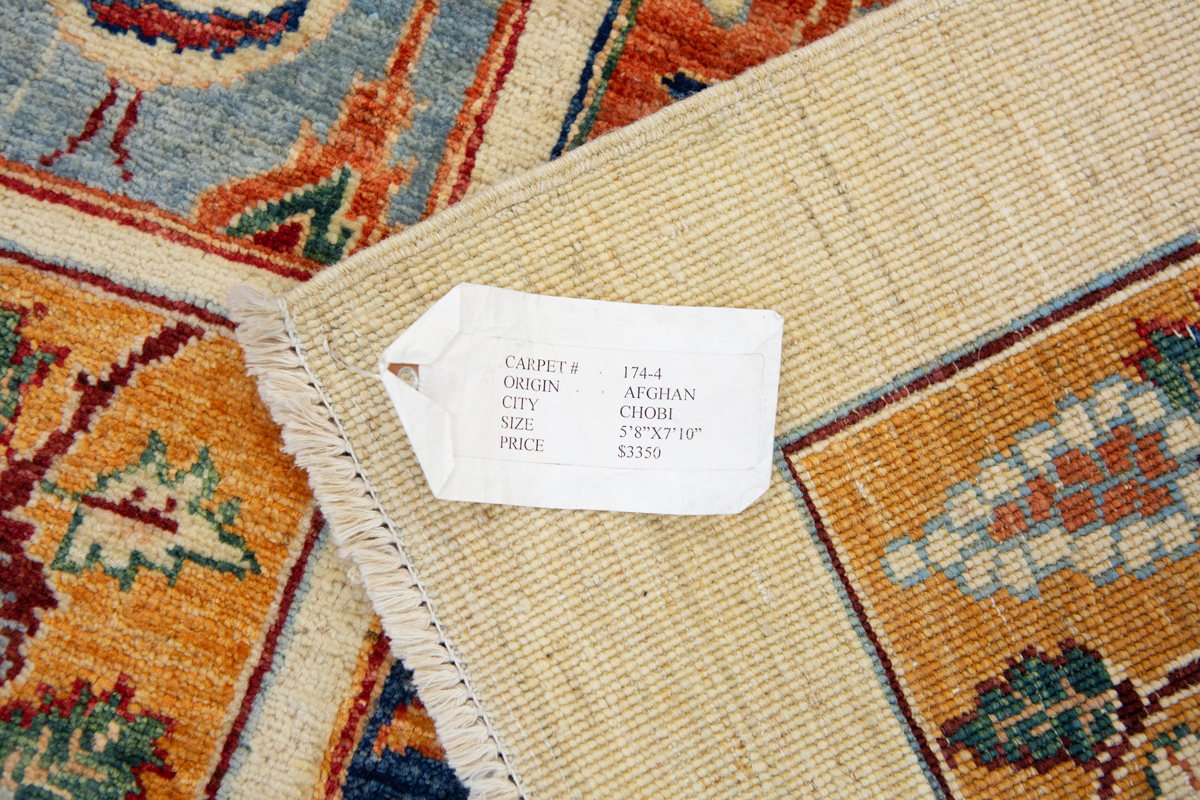 CARPET # 174-4
ORIGIN AFGHAN
CITY CHOBI
SIZE 5’8”X7’10”
PRICE $3350